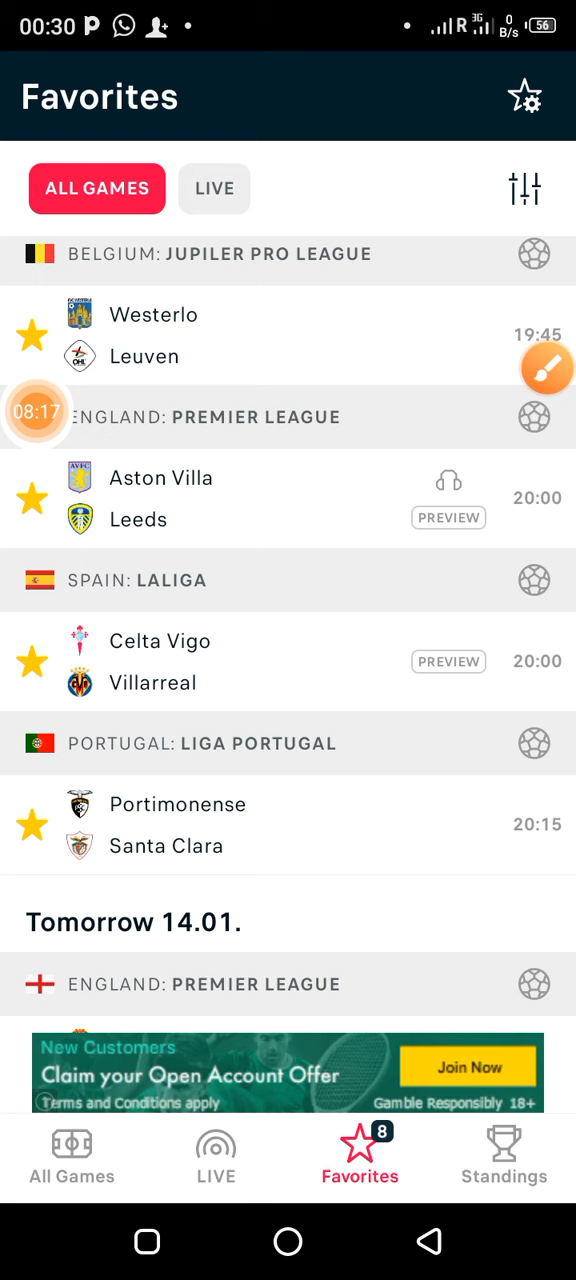 00:30 P R 3G 0 B/s 56
Favorites
ALL GAMES LIVE
BELGIUM: JUPILER PRO LEAGUE
Westerlo
19:45
Leuven
08:17 ENGLAND: PREMIER LEAGUE
Aston Villa
20:00
Leeds PREVIEW
SPAIN: LALIGA
Celta Vigo
PREVIEW 20:00
Villarreal
PORTUGAL: LIGA PORTUGAL
Portimonense
20:15
Santa Clara
Tomorrow 14.01.
ENGLAND: PREMIER LEAGUE
New Customers
Claim your Open Account Offer Join Now
Terms and Conditions apply Gamble Responsibly 18+
8
All Games LIVE Favorites Standings